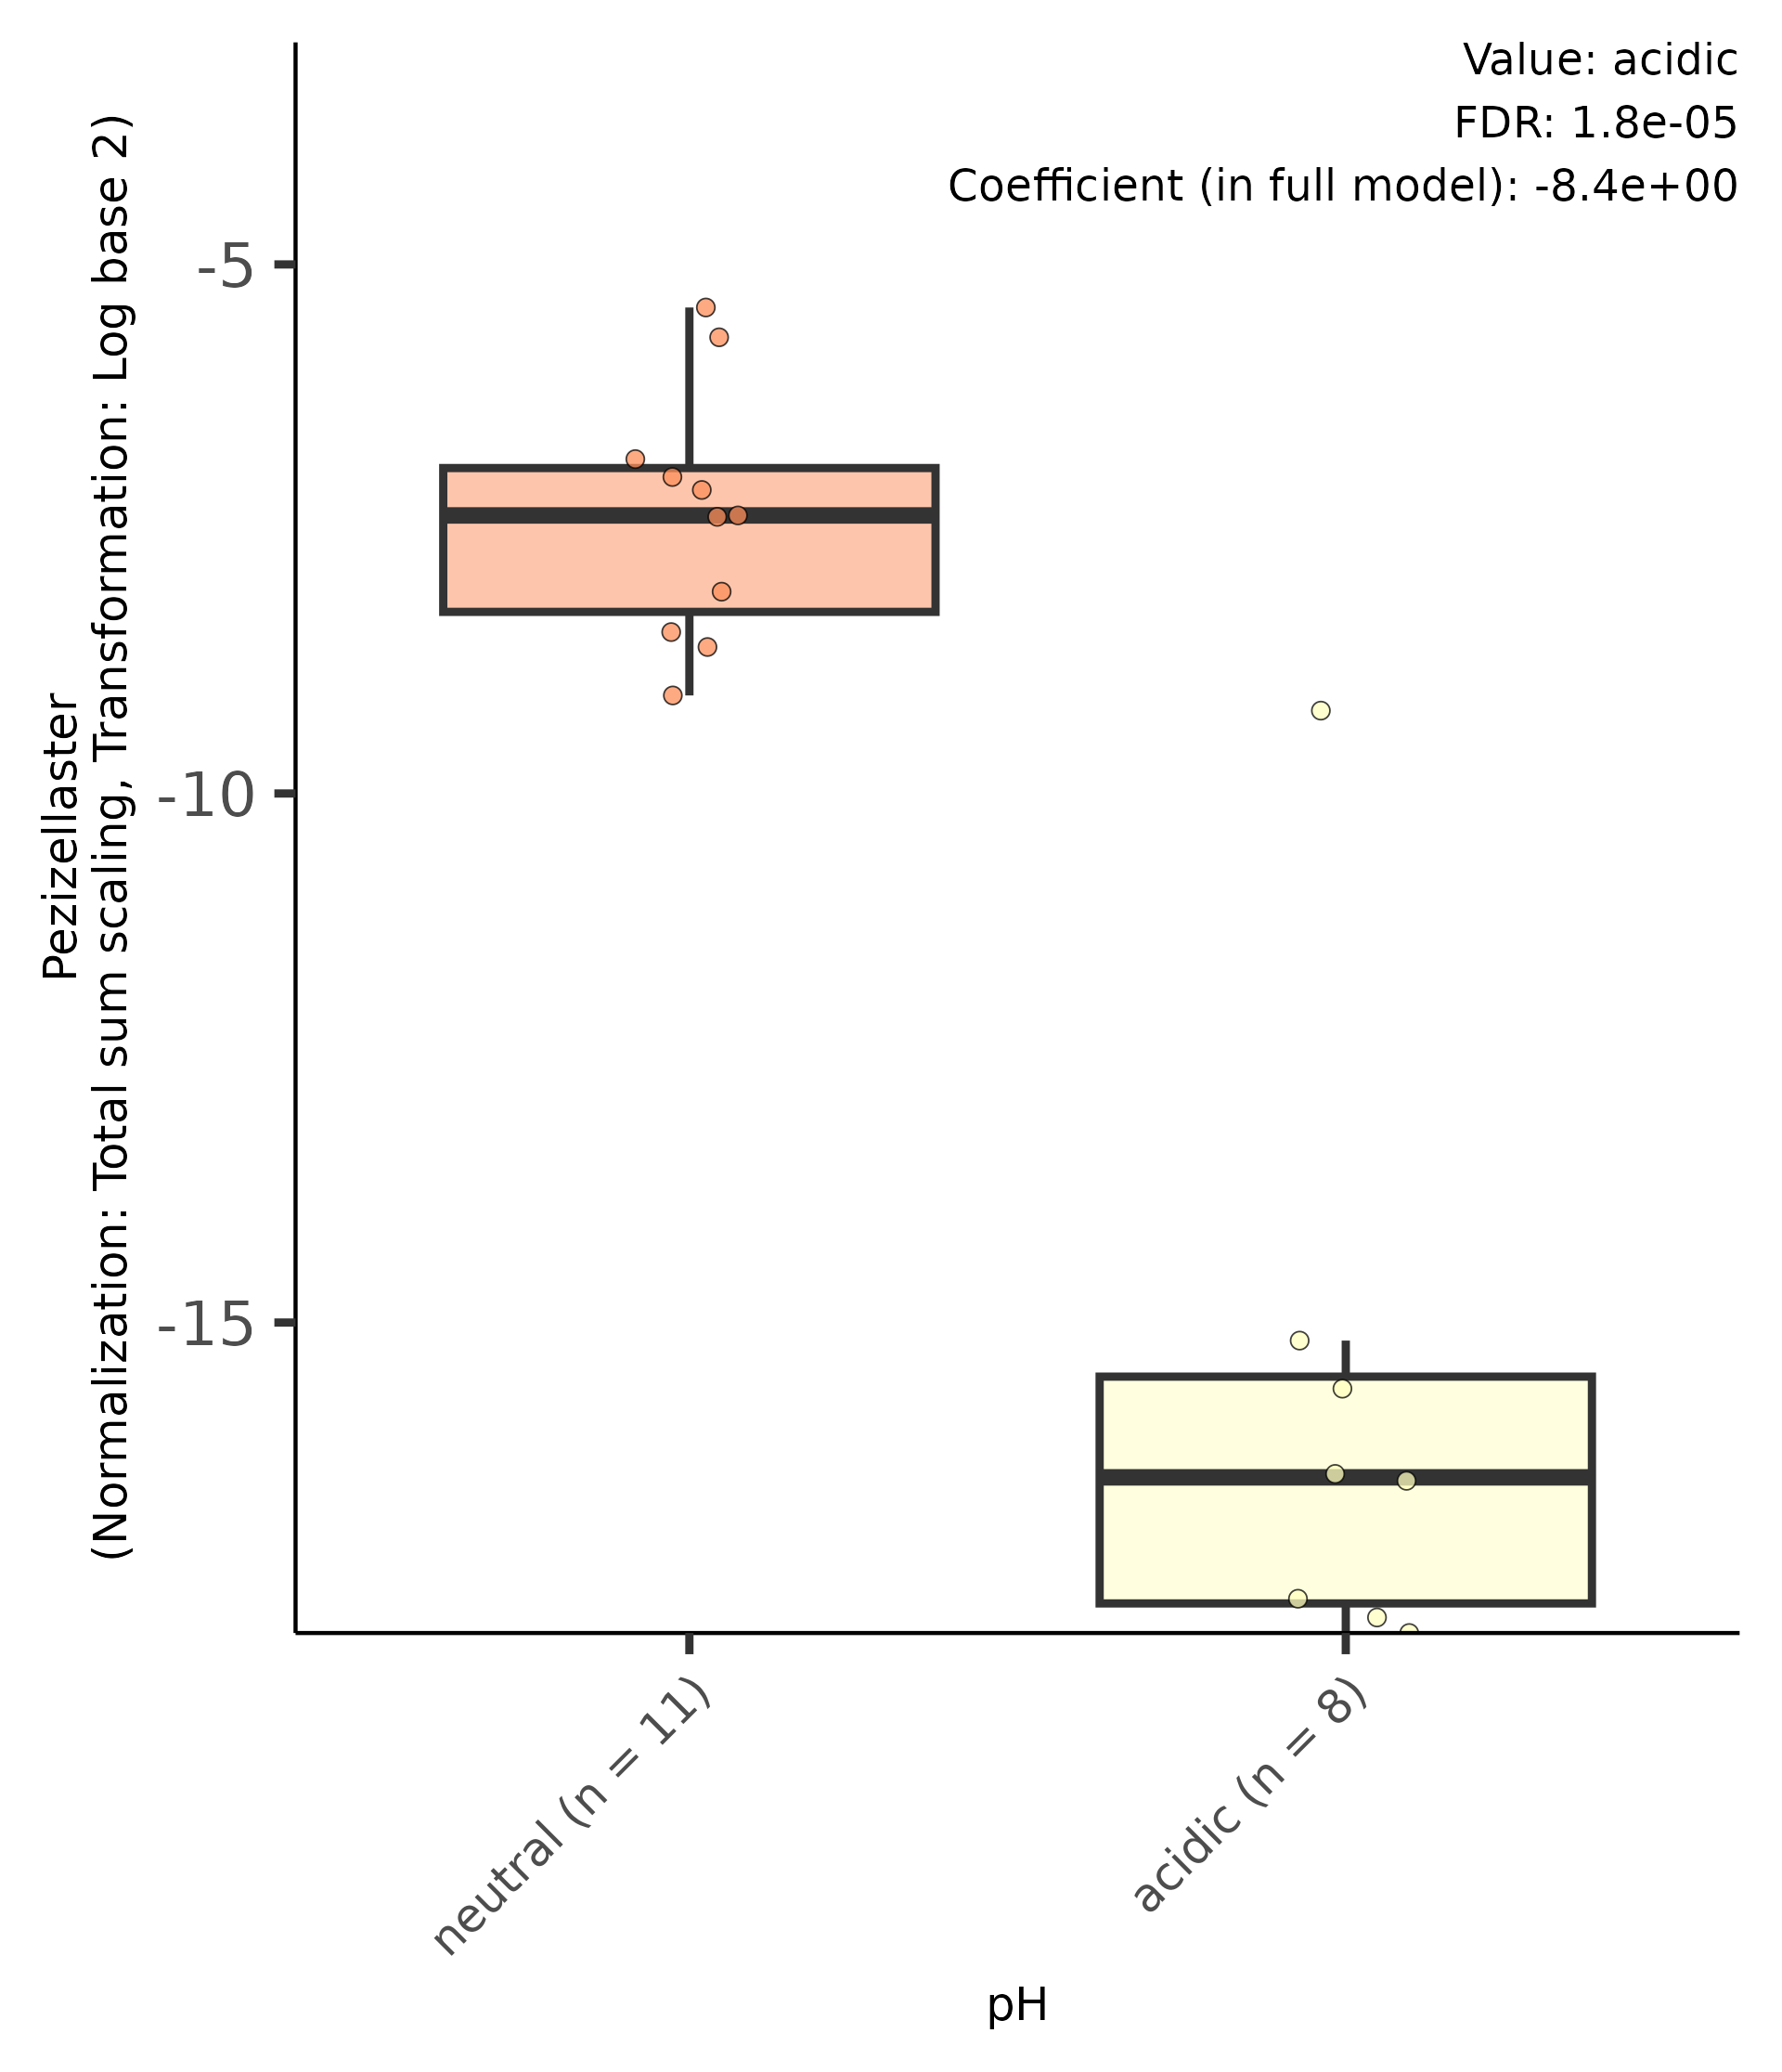 Value: acidic
FDR: 1.8e-05
Coefficient (in full model): -8.4e+00
Pezizellaster
(Normalization: Total sum scaling, Transformation: Log base 2)
-5
-10
-15
neutral (n = 11)
acidic (n = 8)
pH